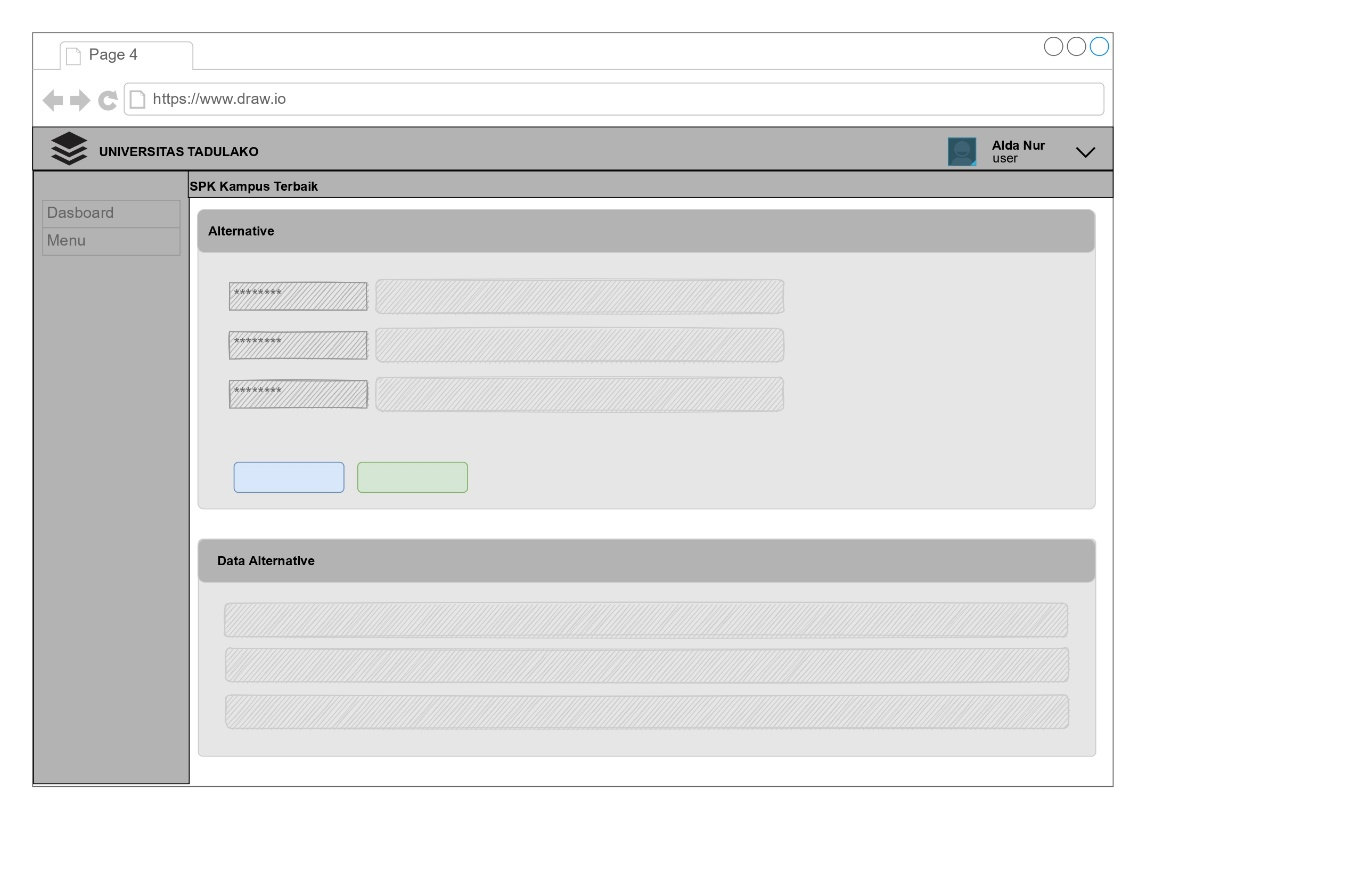 Page 4
https://www.draw.io
UNIVERSITAS TADULAKO
Alda Nur
user
SPK Kampus Terbaik
Dasboard
Menu
Alternative
********
********
********
Data Alternative